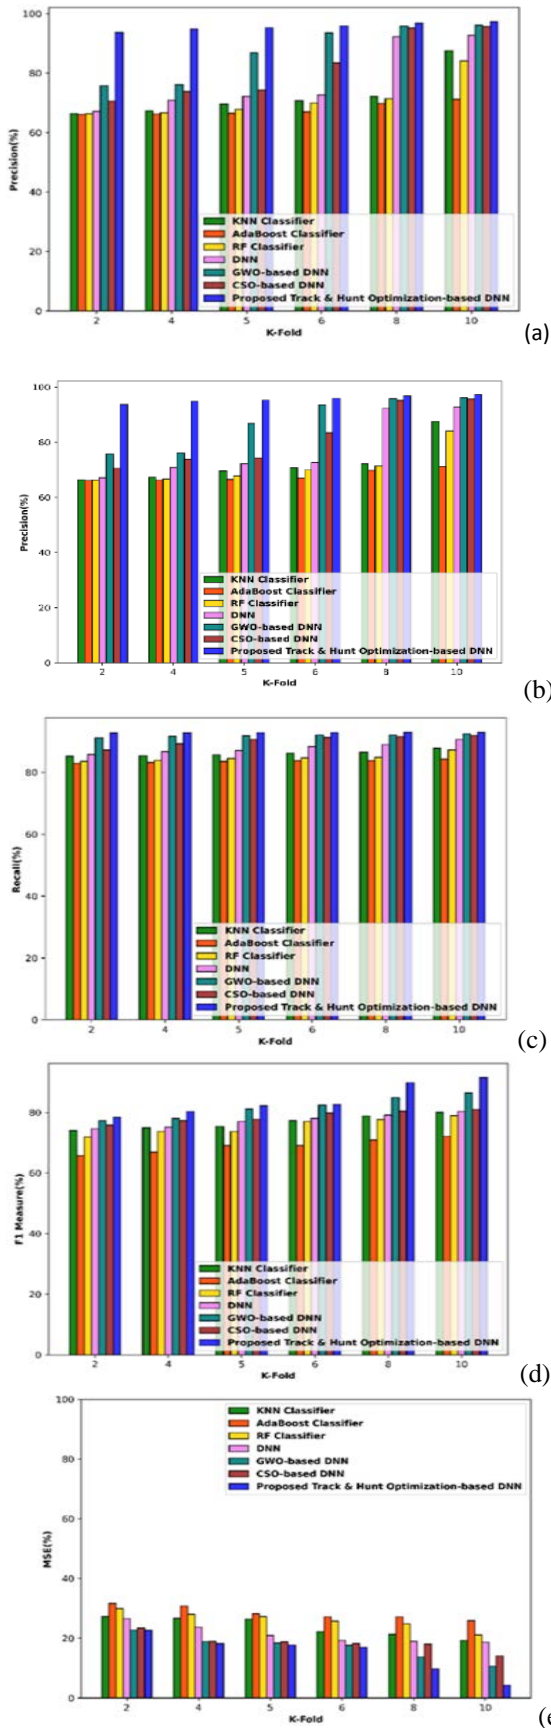 100
80
60
40
20
0
Precision(%)
KNN Classifier
AdaBoost Classifier
RF Classifier
DNN
GWO-based DNN
CSO-based DNN
Proposed Track & Hunt Optimization-based DNN
2 4 5 6 8 10
K-Fold
(a)
100
80
60
40
20
0
Precision(%)
KNN Classifier
AdaBoost Classifier
RF Classifier
DNN
GWO-based DNN
CSO-based DNN
Proposed Track & Hunt Optimization-based DNN
2 4 5 6 8 10
K-Fold
(b)
80
60
40
20
0
Recall(%)
KNN Classifier
AdaBoost Classifier
RF Classifier
DNN
GWO-based DNN
CSO-based DNN
Proposed Track & Hunt Optimization-based DNN
2 4 5 6 8 10
K-Fold
(c)
80
60
40
20
0
F1 Measure(%)
KNN Classifier
AdaBoost Classifier
RF Classifier
DNN
GWO-based DNN
CSO-based DNN
Proposed Track & Hunt Optimization-based DNN
2 4 5 6 8 10
K-Fold
(d)
100
80
60
40
20
0
MSE(%)
KNN Classifier
AdaBoost Classifier
RF Classifier
DNN
GWO-based DNN
CSO-based DNN
Proposed Track & Hunt Optimization-based DNN
2 4 5 6 8 10
K-Fold
(e